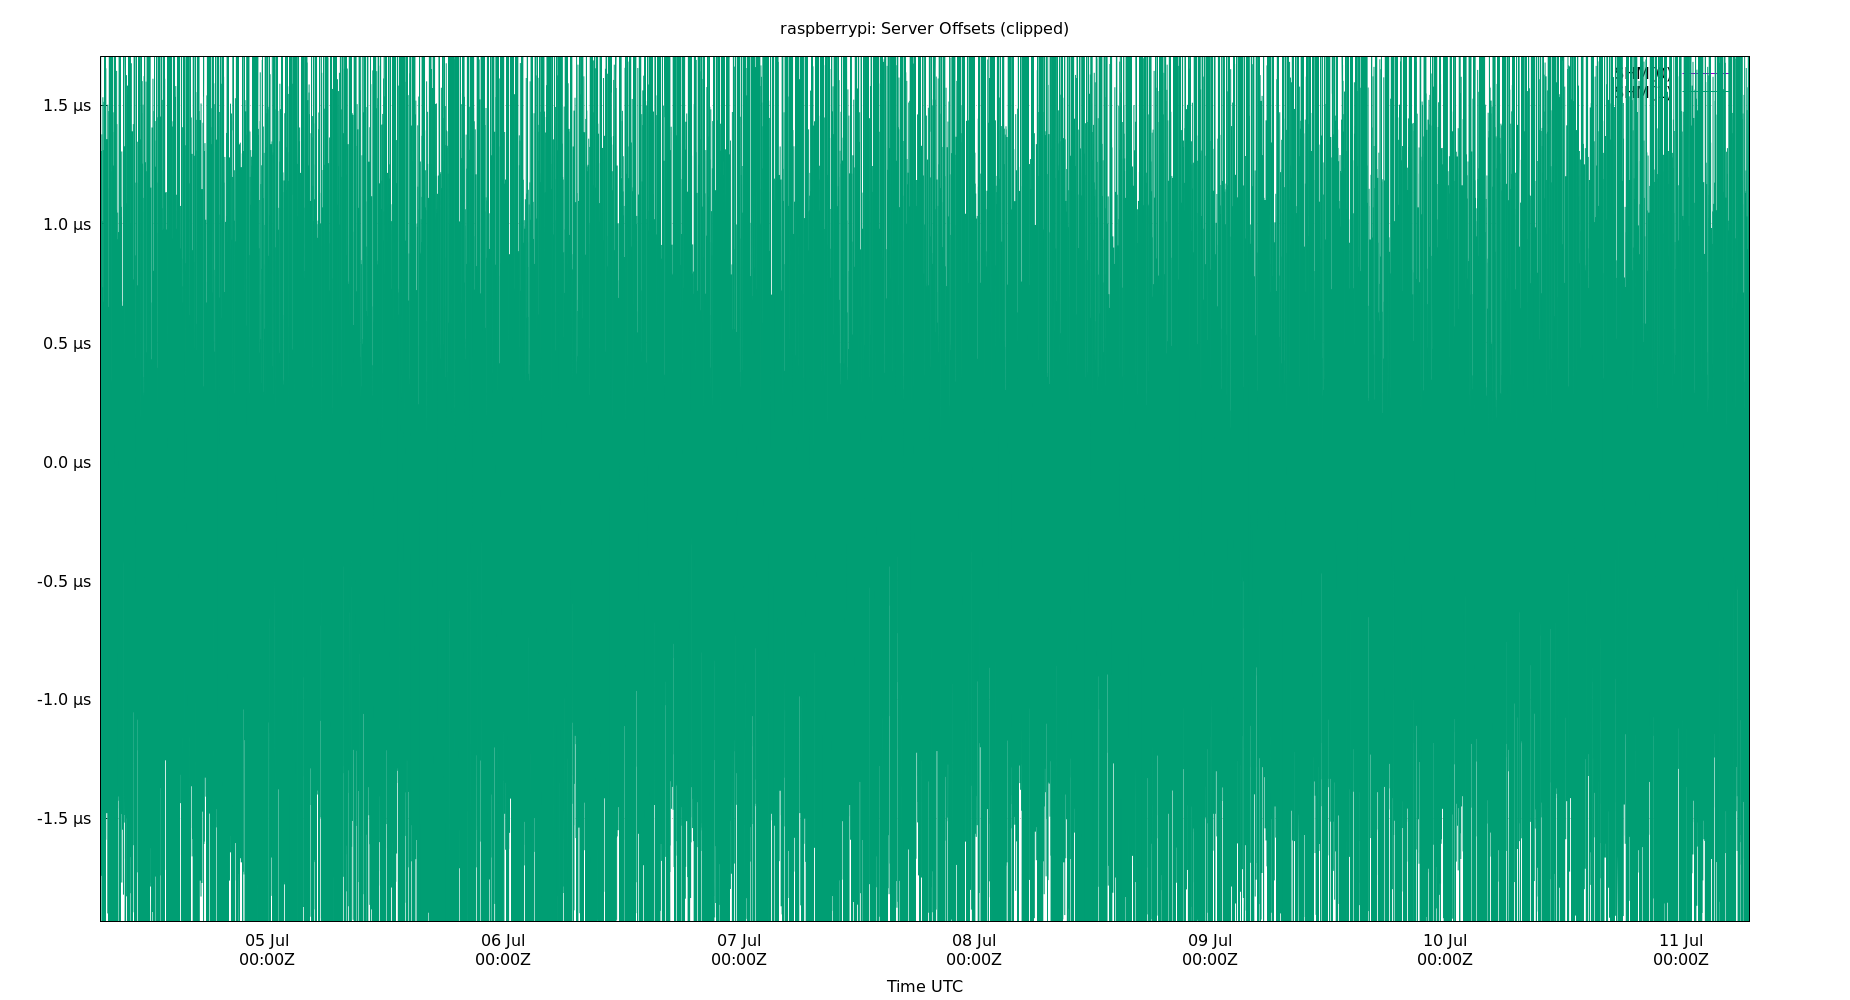 raspberrypi: Server Offsets (clipped)
1.5 µs
1.0 µs
0.5 µs
0.0 µs
-0.5 µs
-1.0 µs
-1.5 µs
05 Jul 06 Jul 07 Jul 08 Jul 09 Jul 10 Jul 11 Jul
00:00Z 00:00Z 00:00Z 00:00Z 00:00Z 00:00Z 00:00Z
Time UTC